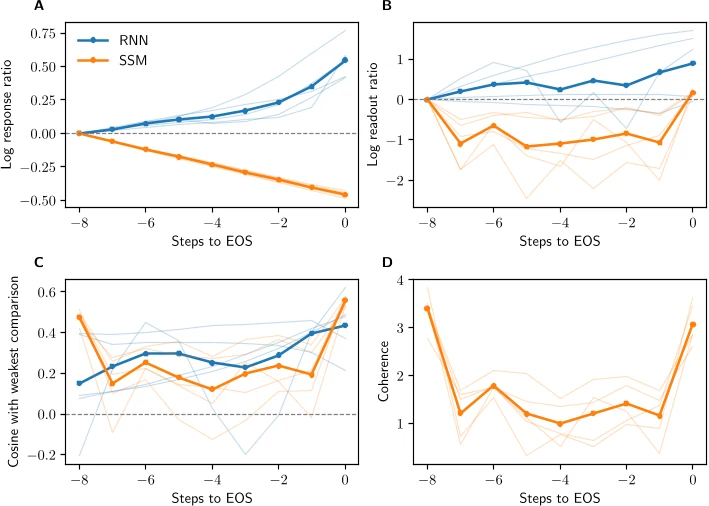 A
Log response ratio
0.75
0.50
0.25
0.00
−0.25
−0.50
RNN
SSM
−8
−6
−4
−2
0
Steps to EOS
B
Log readout ratio
1
0
−1
−2
−8
−6
−4
−2
0
Steps to EOS
C
Cosine with weakest comparison
0.6
0.4
0.2
0.0
−0.2
−8
−6
−4
−2
0
Steps to EOS
D
Coherence
4
3
2
1
−8
−6
−4
−2
0
Steps to EOS